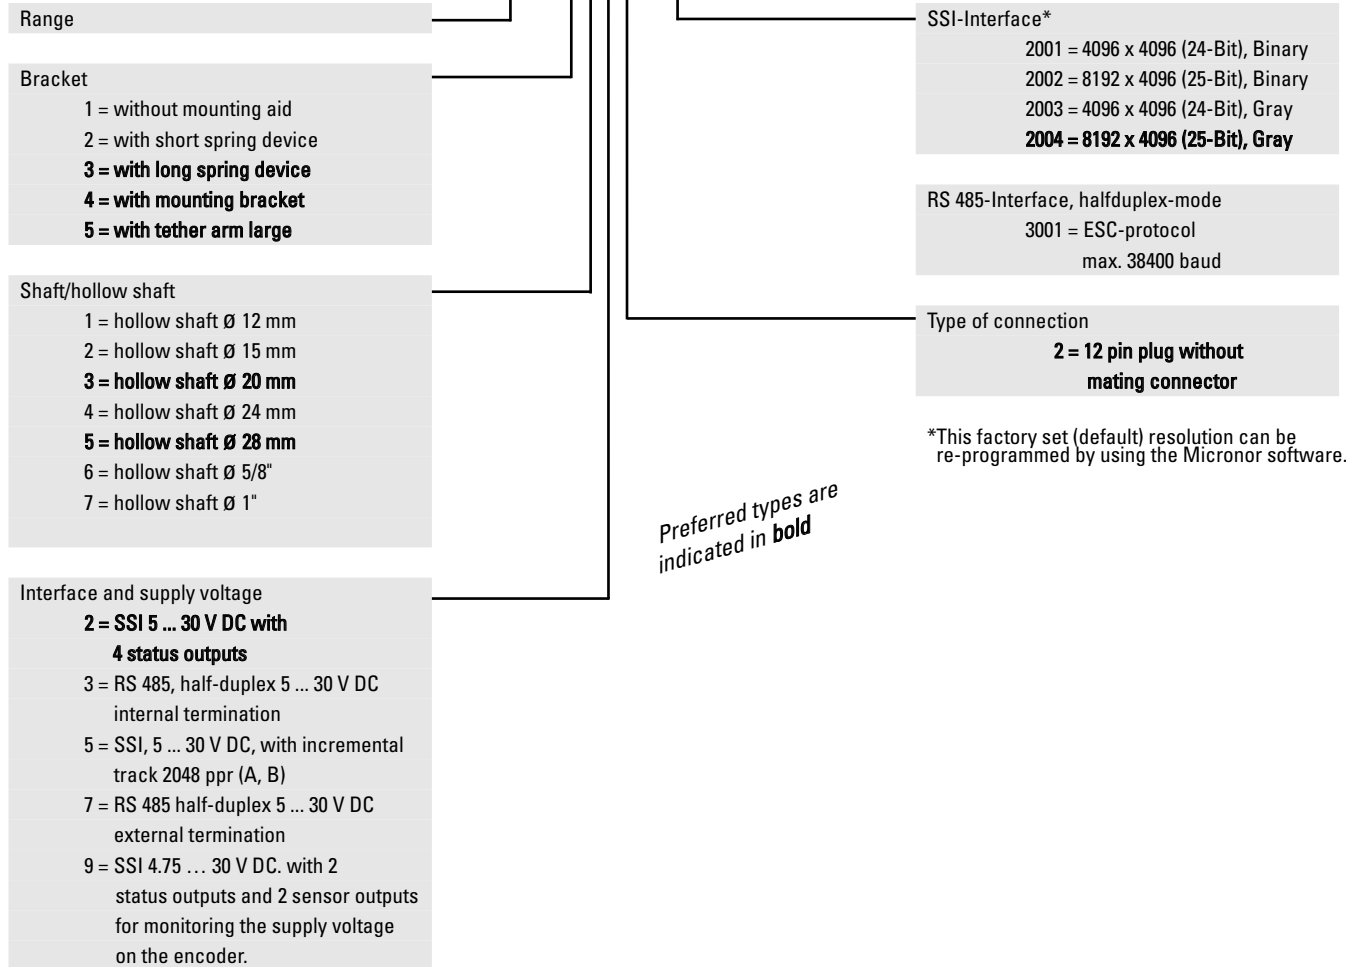 Range
Bracket
1 = without mounting aid
2 = with short spring device
3 = with long spring device
4 = with mounting bracket
5 = with tether arm large
Shaft/hollow shaft
1 = hollow shaft Ø 12 mm
2 = hollow shaft Ø 15 mm
3 = hollow shaft Ø 20 mm
4 = hollow shaft Ø 24 mm
5 = hollow shaft Ø 28 mm
6 = hollow shaft Ø 5/8"
7 = hollow shaft Ø 1"
Interface and supply voltage
2 = SSI 5 ... 30 V DC with
4 status outputs
3 = RS 485, half-duplex 5 ... 30 V DC
internal termination
5 = SSI, 5 ... 30 V DC, with incremental
track 2048 ppr (A, B)
7 = RS 485 half-duplex 5 ... 30 V DC
external termination
9 = SSI 4.75 … 30 V DC. with 2
status outputs and 2 sensor outputs
for monitoring the supply voltage
on the encoder.
SSI-Interface*
2001 = 4096 x 4096 (24-Bit), Binary
2002 = 8192 x 4096 (25-Bit), Binary
2003 = 4096 x 4096 (24-Bit), Gray
2004 = 8192 x 4096 (25-Bit), Gray
RS 485-Interface, halfduplex-mode
3001 = ESC-protocol
max. 38400 baud
Type of connection
2 = 12 pin plug without
mating connector
*This factory set (default) resolution can be
re-programmed by using the Micronor software.
Preferred types are
indicated in bold